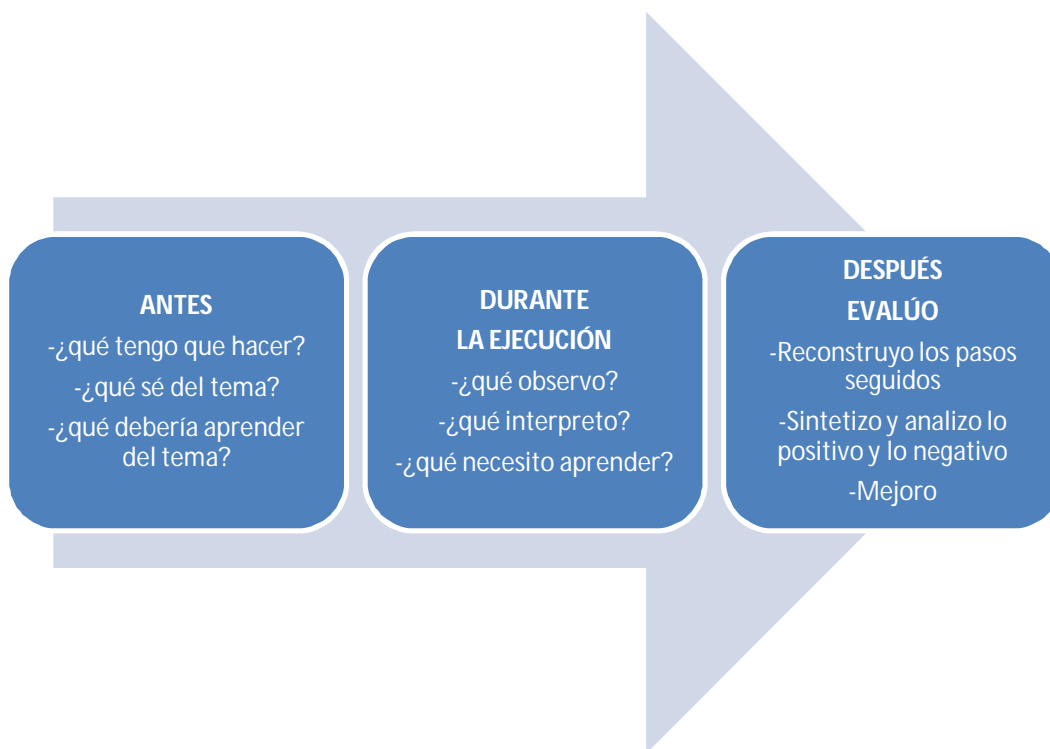 ANTES
-¿qué tengo que hacer?
-¿qué sé del tema?
-¿qué debería aprender
del tema?
DURANTE
LA EJECUCIÓN
-¿qué observo?
-¿qué interpreto?
-¿qué necesito aprender?
DESPUÉS
EVALÚO
-Reconstruyo los pasos
seguidos
-Sintetizo y analizo lo
positivo y lo negativo
-Mejoro